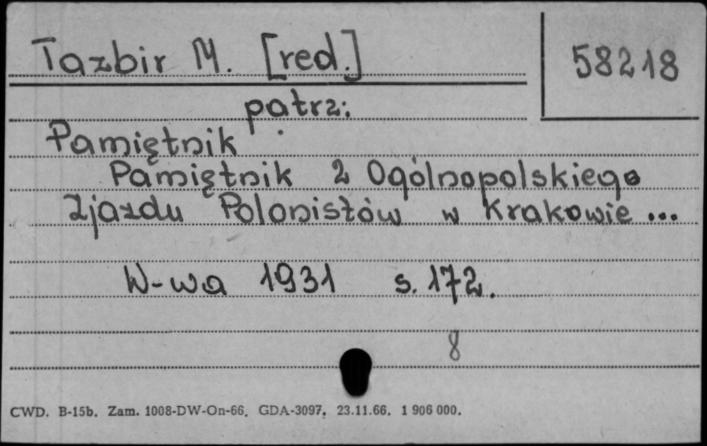 Tazbir M. [red.]
58218
patrz:
Pamiętnik
Pamiętnik 2 Ogólnopolskiego
Zjazdu Polonistów w Krakowie ...
W-wa 1931 s. 172.
8
CWD. B-15b. Zam. 1008-DW-On-66. GDA-3097. 23.11.66. 1 906 000.